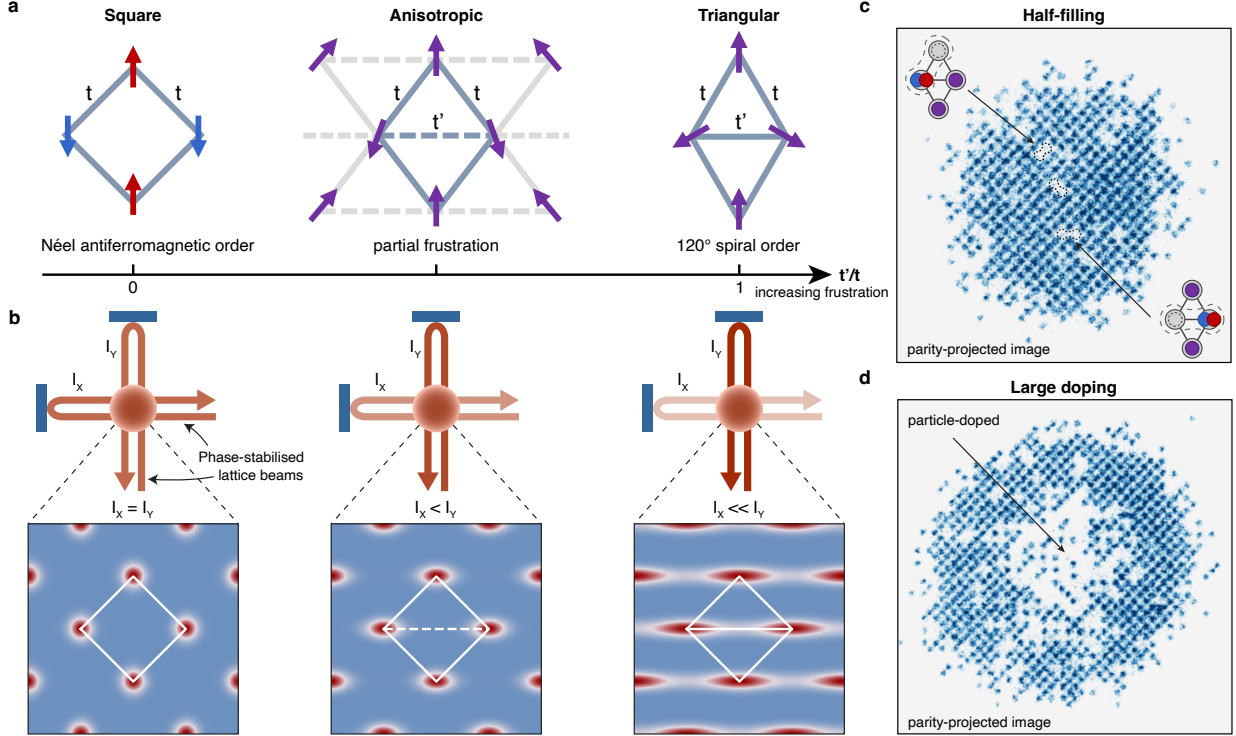 a
Square
Anisotropic
Triangular
t
t
t
t
t'
t
t
t'
Néel antiferromagnetic order
partial frustration
120° spiral order
0
1
t'/t
increasing frustration
b
I_Y
I_X
Phase-stabilised
lattice beams
I_X = I_Y
I_Y
I_X
I_X < I_Y
I_Y
I_X
I_X << I_Y
c
Half-filling
parity-projected image
d
Large doping
particle-doped
parity-projected image